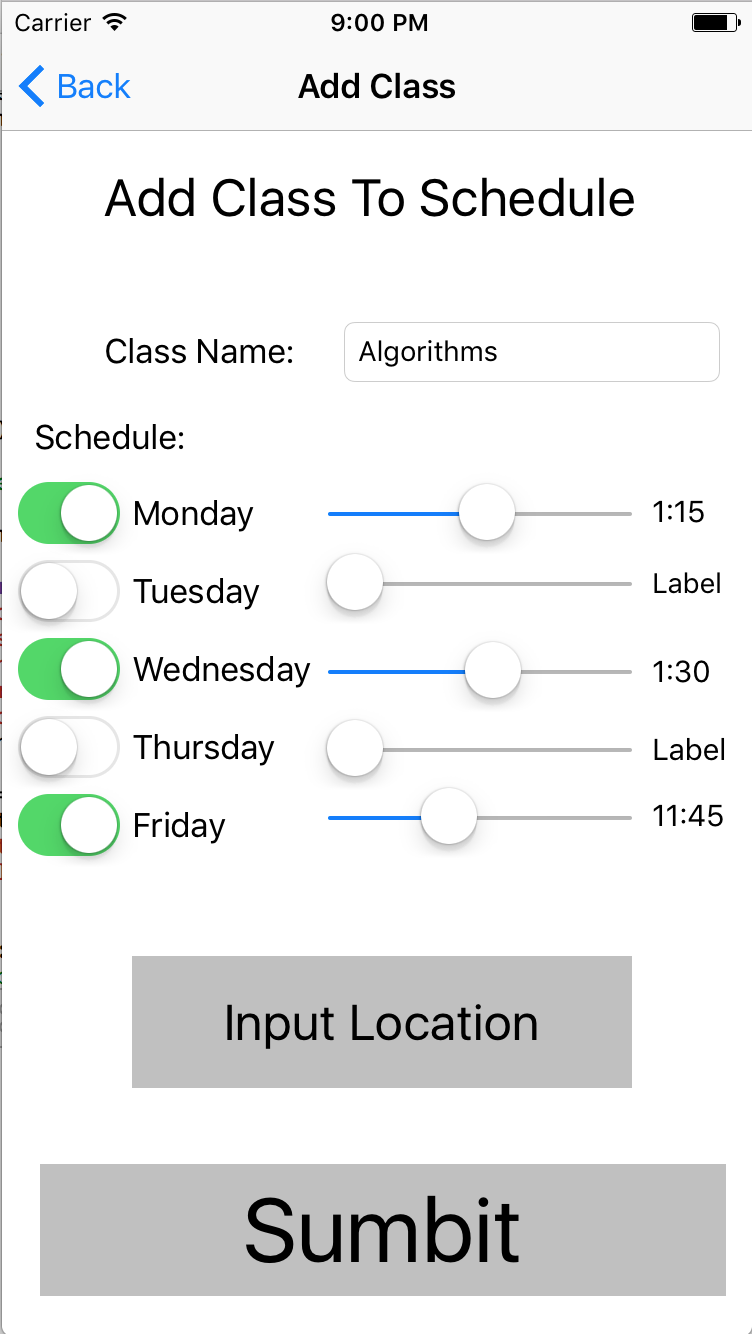 Carrier 9:00 PM
Back Add Class
Add Class To Schedule
Class Name: Algorithms
Schedule:
Monday 1:15
Tuesday Label
Wednesday 1:30
Thursday Label
Friday 11:45
Input Location
Sumbit